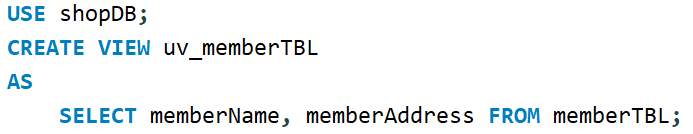 USE shopDB;
CREATE VIEW uv_memberTBL
AS
    SELECT memberName, memberAddress FROM memberTBL;